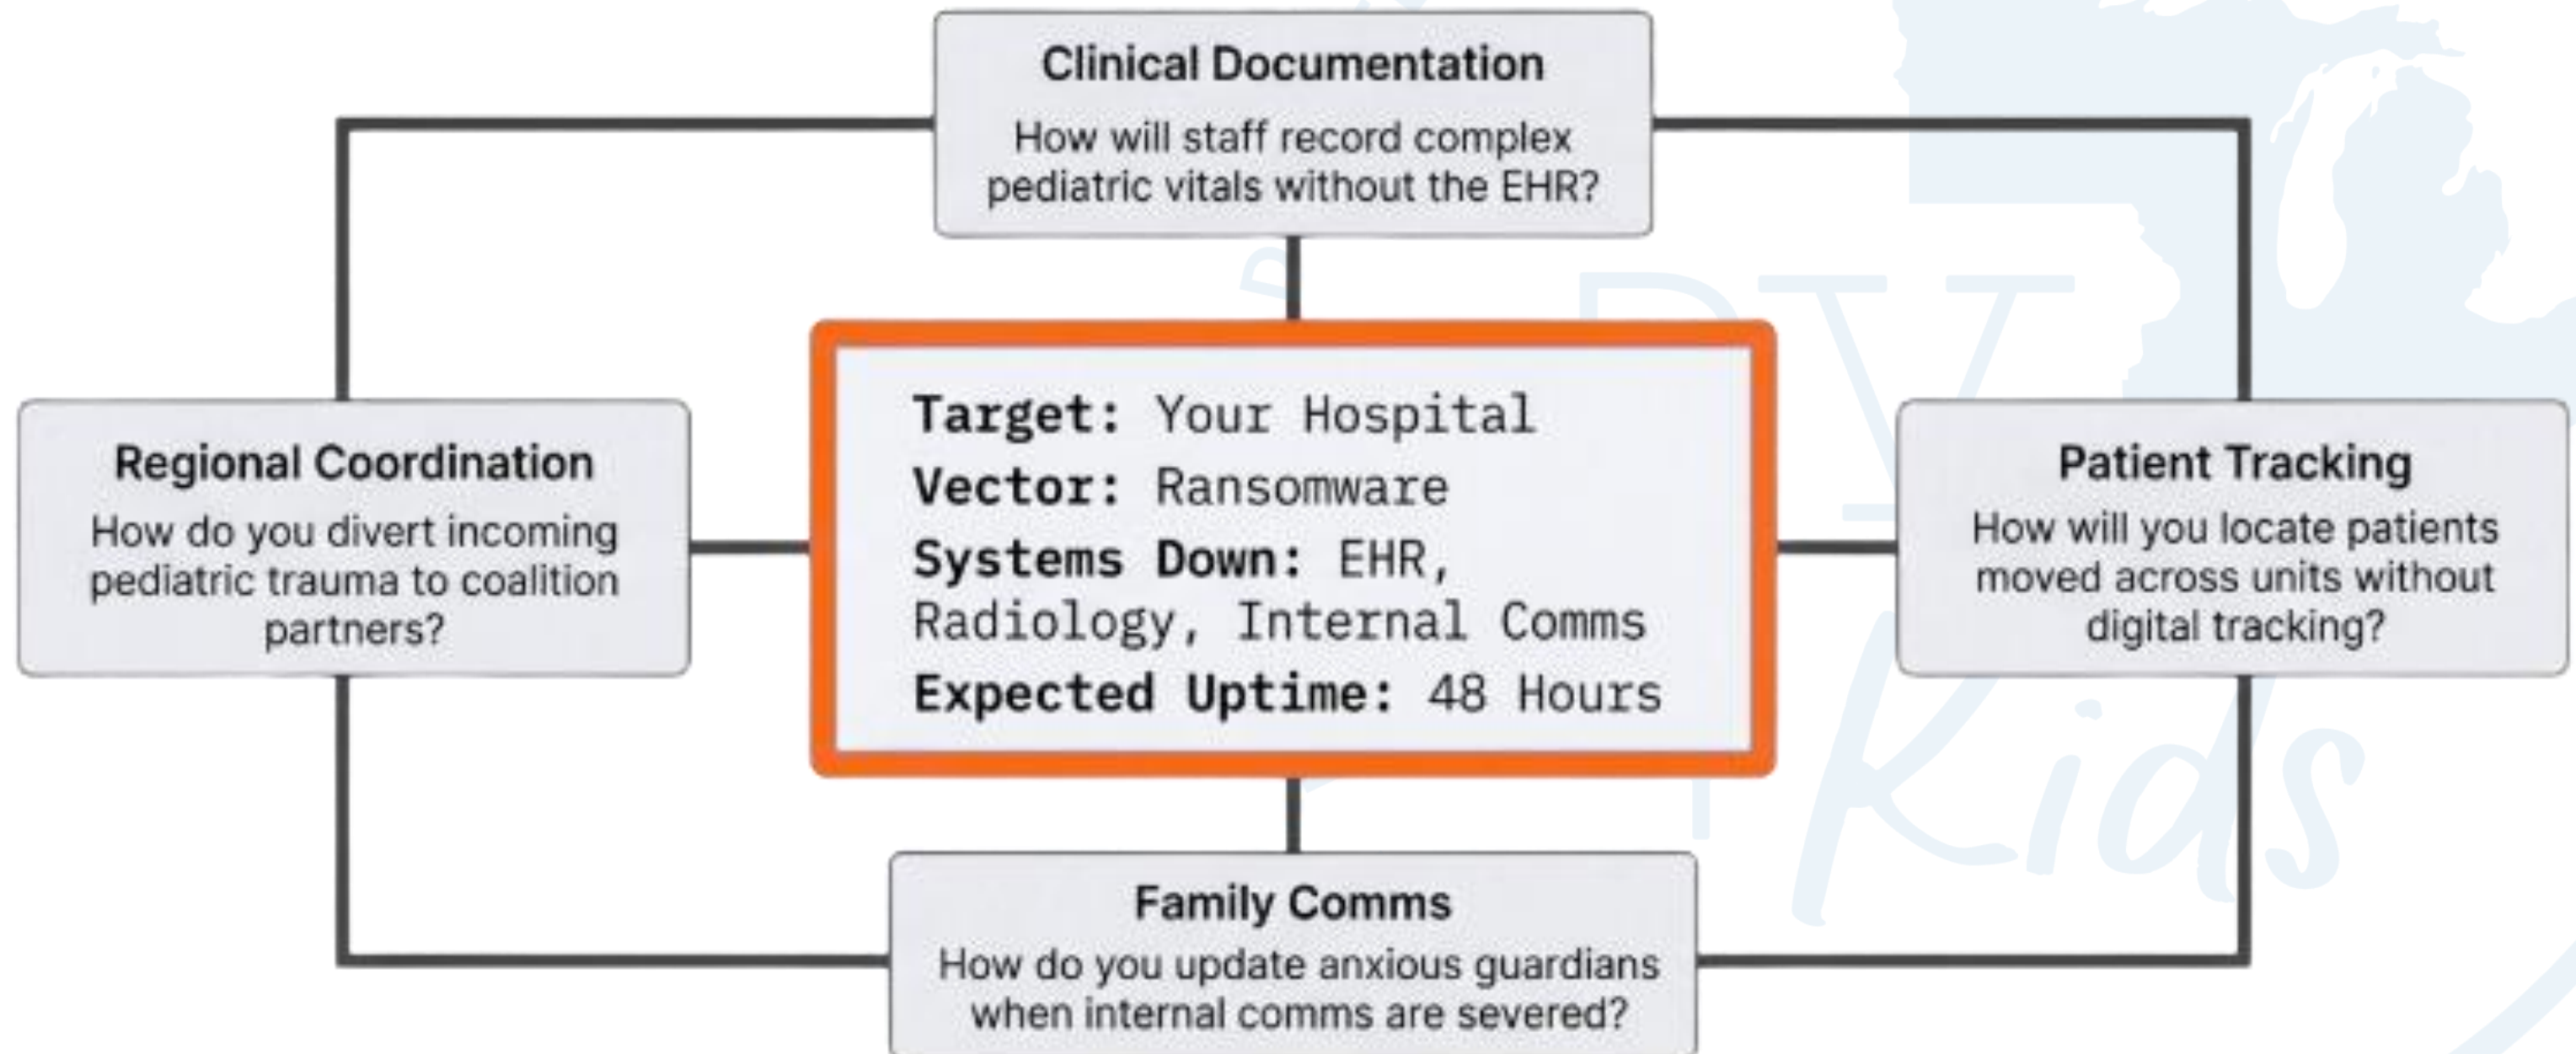 Clinical Documentation
How will staff record complex
pediatric vitals without the EHR?
Regional Coordination
How do you divert incoming
pediatric trauma to coalition
partners?
Target: Your Hospital
Vector: Ransomware
Systems Down: EHR,
Radiology, Internal Comms
Expected Uptime: 48 Hours
Patient Tracking
How will you locate patients
moved across units without
digital tracking?
Family Comms
How do you update anxious guardians
when internal comms are severed?
Kids